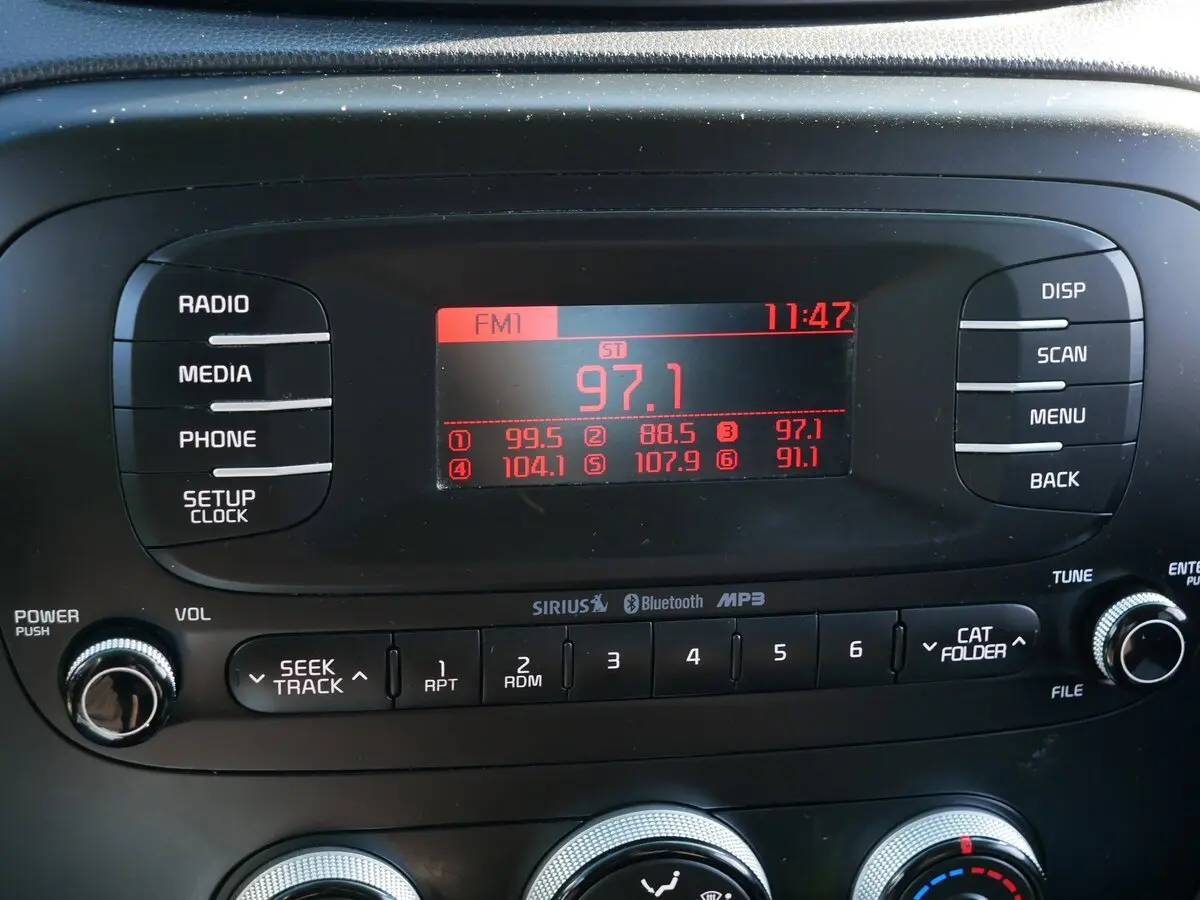 RADIO
MEDIA
PHONE
SETUP
CLOCK
FM1 11:47
ST
97.1
1 99.5 2 88.5 3 97.1
4 104.1 5 107.9 6 91.1
DISP
SCAN
MENU
BACK
POWER
PUSH
VOL
SIRIUS Bluetooth MP3
TUNE
SEEK
TRACK
1
RPT
2
RDM
3
4
5
6
CAT
FOLDER
FILE